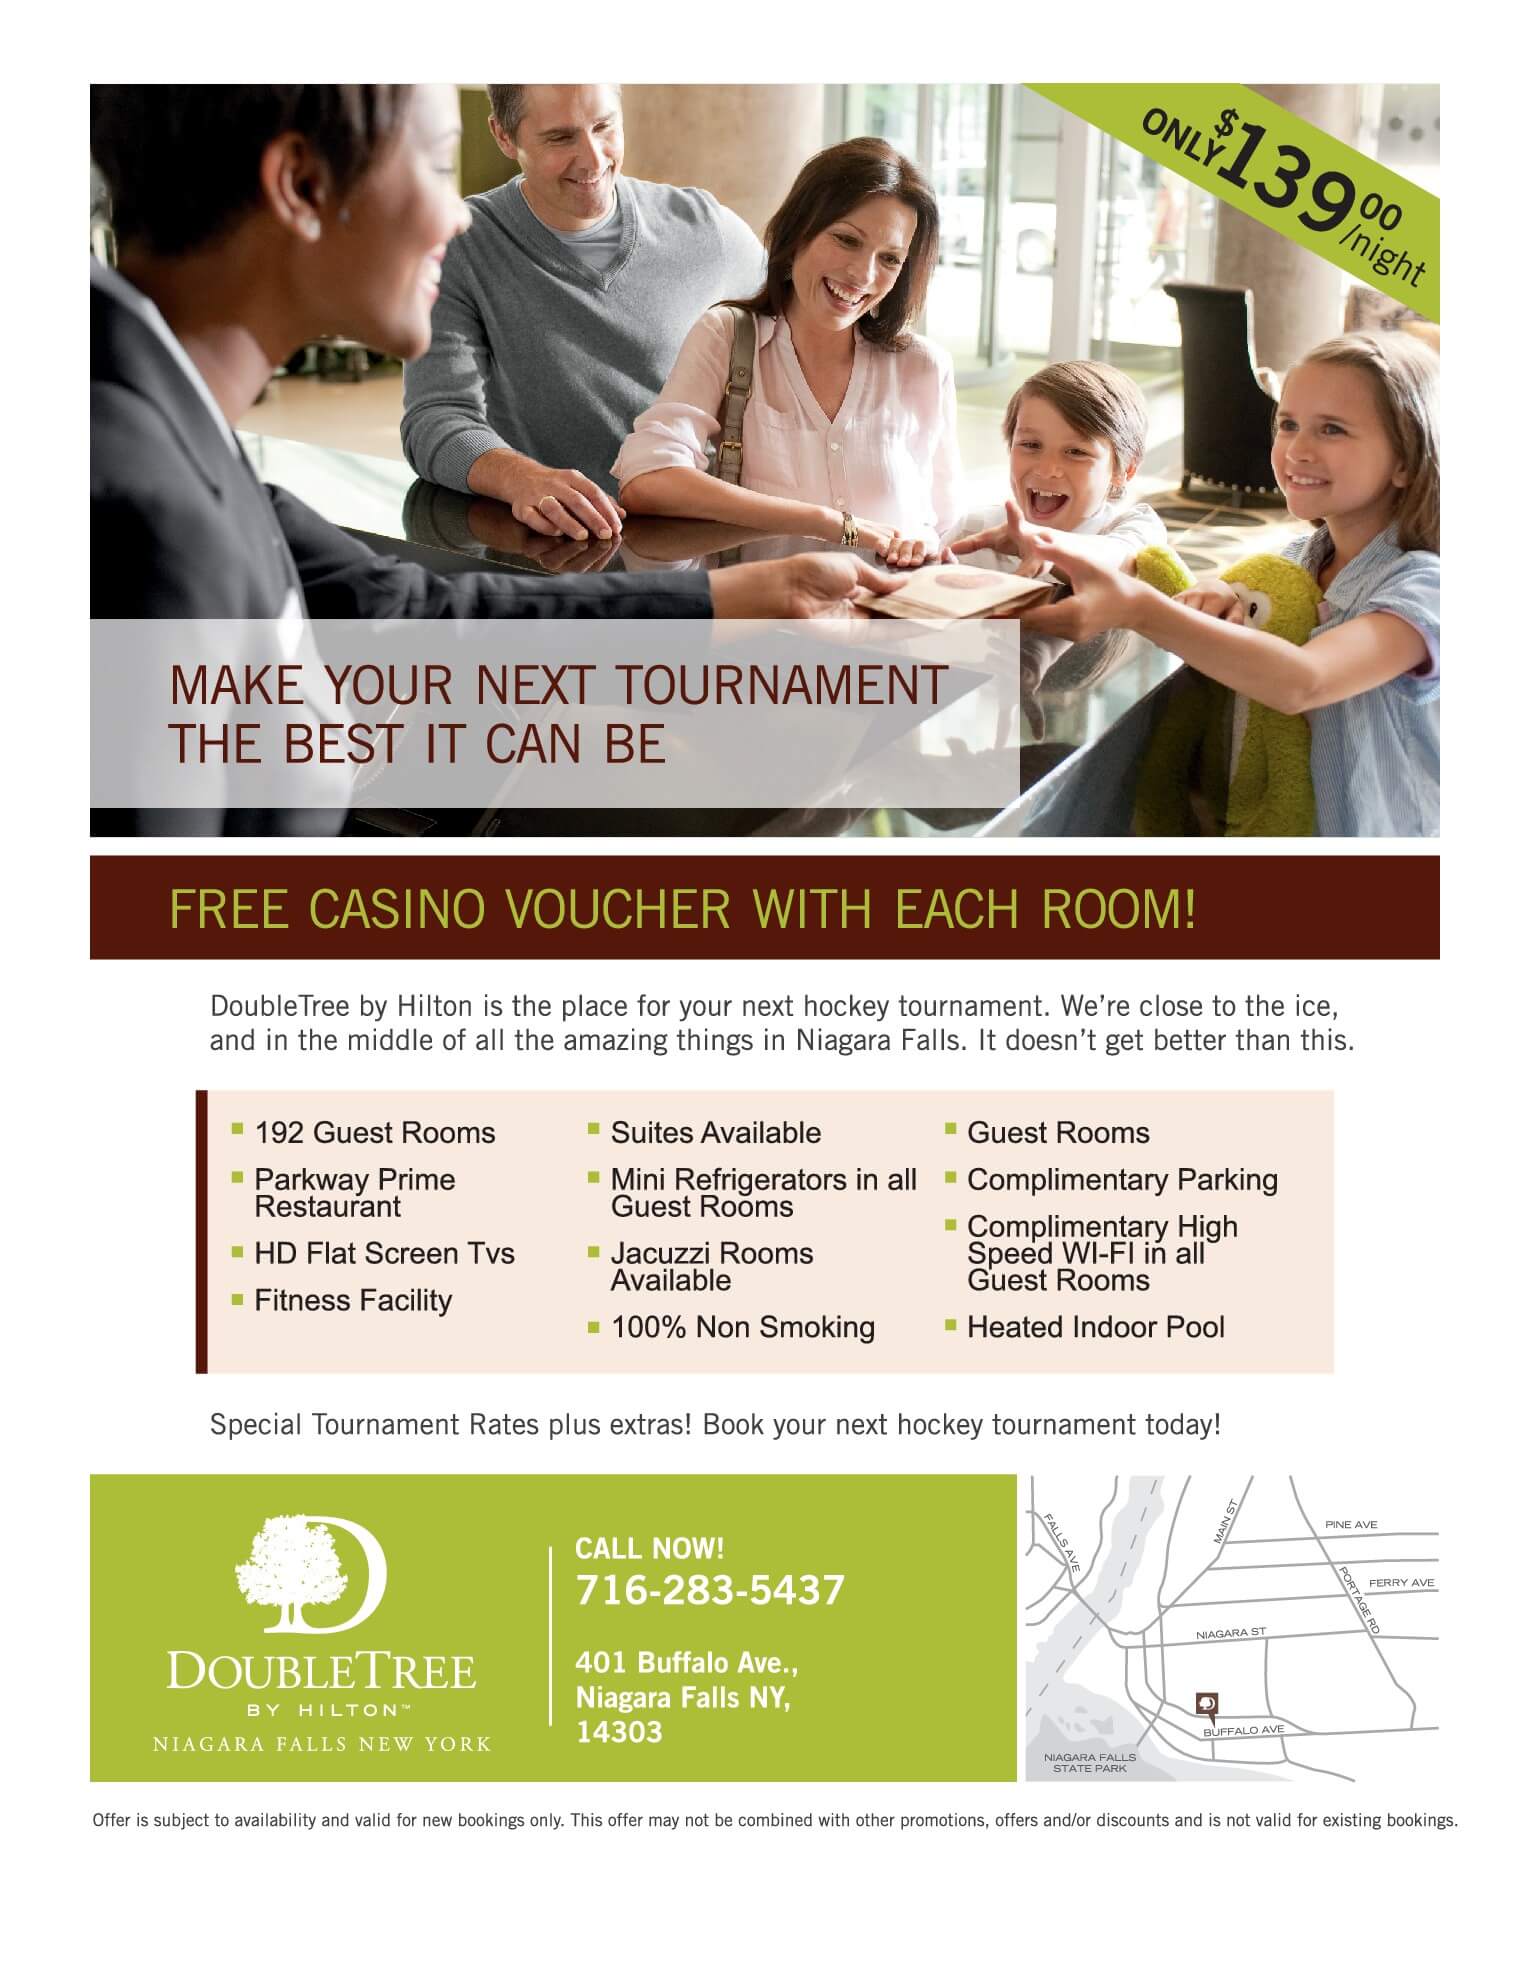 ONLY $139.00/night
MAKE YOUR NEXT TOURNAMENT
THE BEST IT CAN BE
FREE CASINO VOUCHER WITH EACH ROOM!
DoubleTree by Hilton is the place for your next hockey tournament. We’re close to the ice,
and in the middle of all the amazing things in Niagara Falls. It doesn’t get better than this.
192 Guest Rooms
Parkway Prime
Restaurant
HD Flat Screen Tvs
Fitness Facility
Suites Available
Mini Refrigerators in all
Guest Rooms
Jacuzzi Rooms
Available
100% Non Smoking
Guest Rooms
Complimentary Parking
Complimentary High
Speed WI-FI in all
Guest Rooms
Heated Indoor Pool
Special Tournament Rates plus extras! Book your next hockey tournament today!
D
DOUBLETREE
BY HILTON™
NIAGARA FALLS NEW YORK
CALL NOW!
716-283-5437
401 Buffalo Ave.,
Niagara Falls NY,
14303
FALLS AVE
MAIN ST
PINE AVE
PORTAGE RD
FERRY AVE
NIAGARA ST
BUFFALO AVE
NIAGARA FALLS
STATE PARK
Offer is subject to availability and valid for new bookings only. This offer may not be combined with other promotions, offers and/or discounts and is not valid for existing bookings.